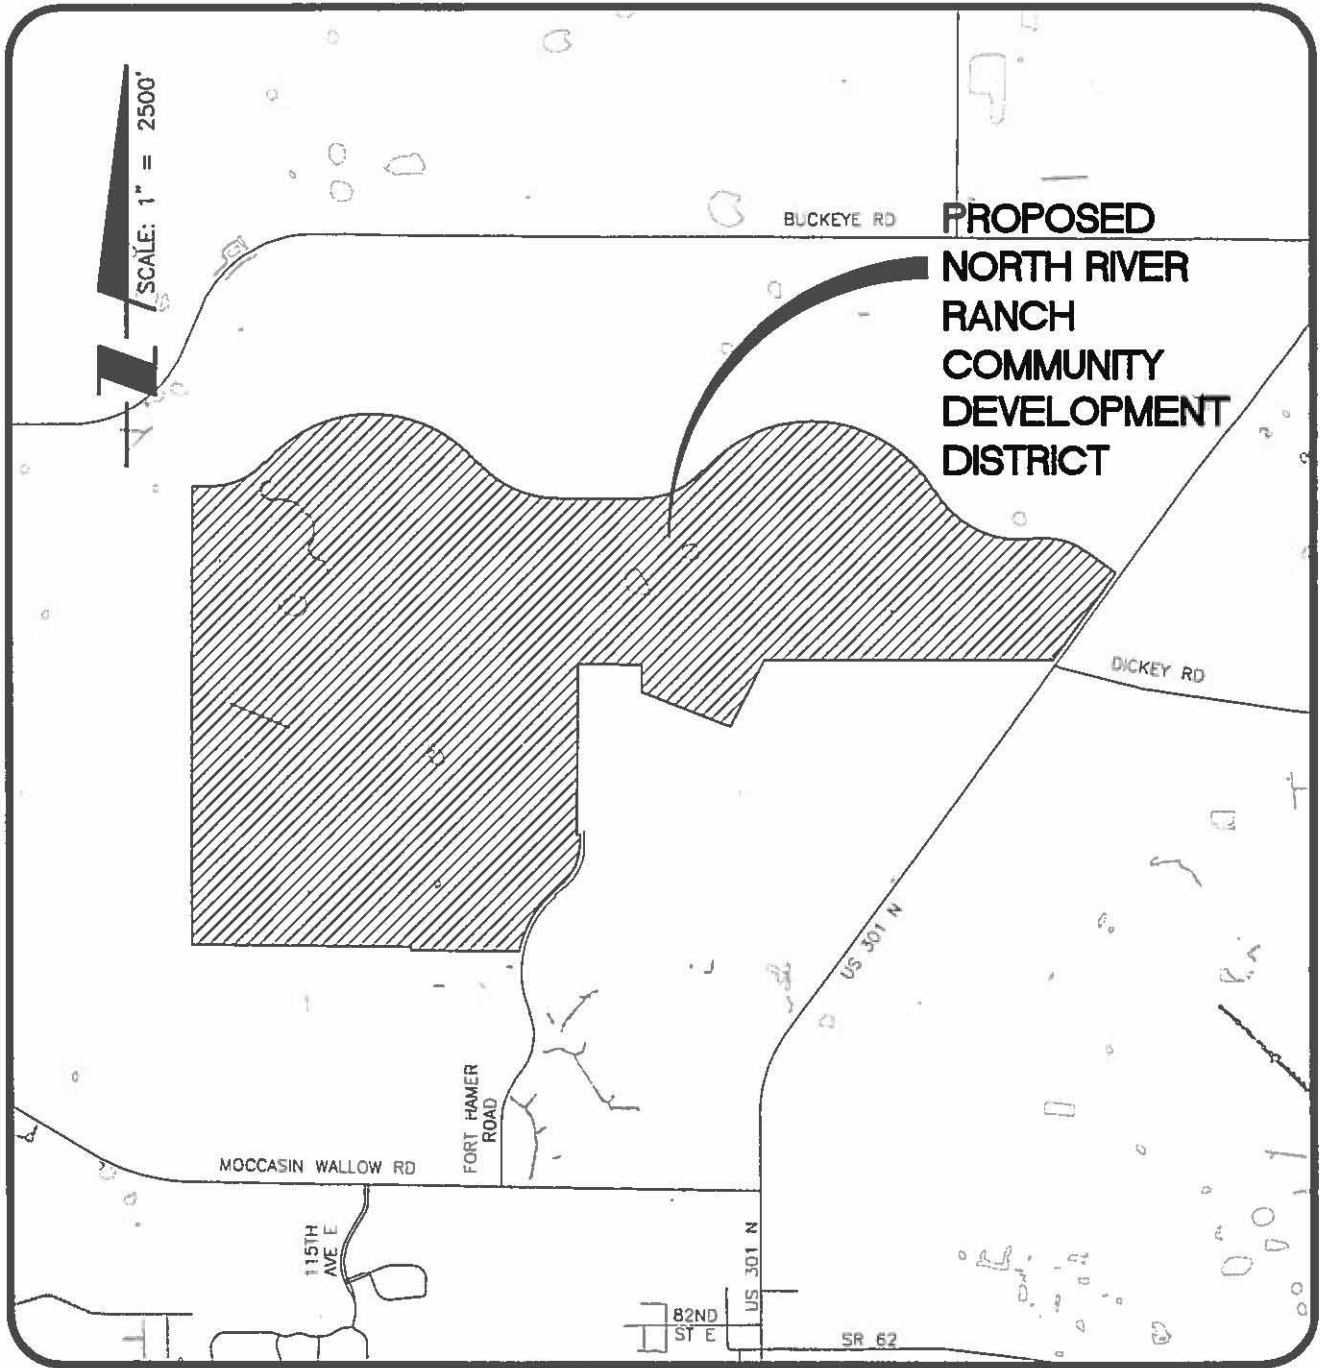 SCALE: 1" = 2500'
N
BUCKEYE RD
PROPOSED
NORTH RIVER
RANCH
COMMUNITY
DEVELOPMENT
DISTRICT
DICKEY RD
US 301 N
FORT HAMER
ROAD
MOCCASIN WALLOW RD
115TH
AVE E
US 301 N
82ND
ST E
SR 62